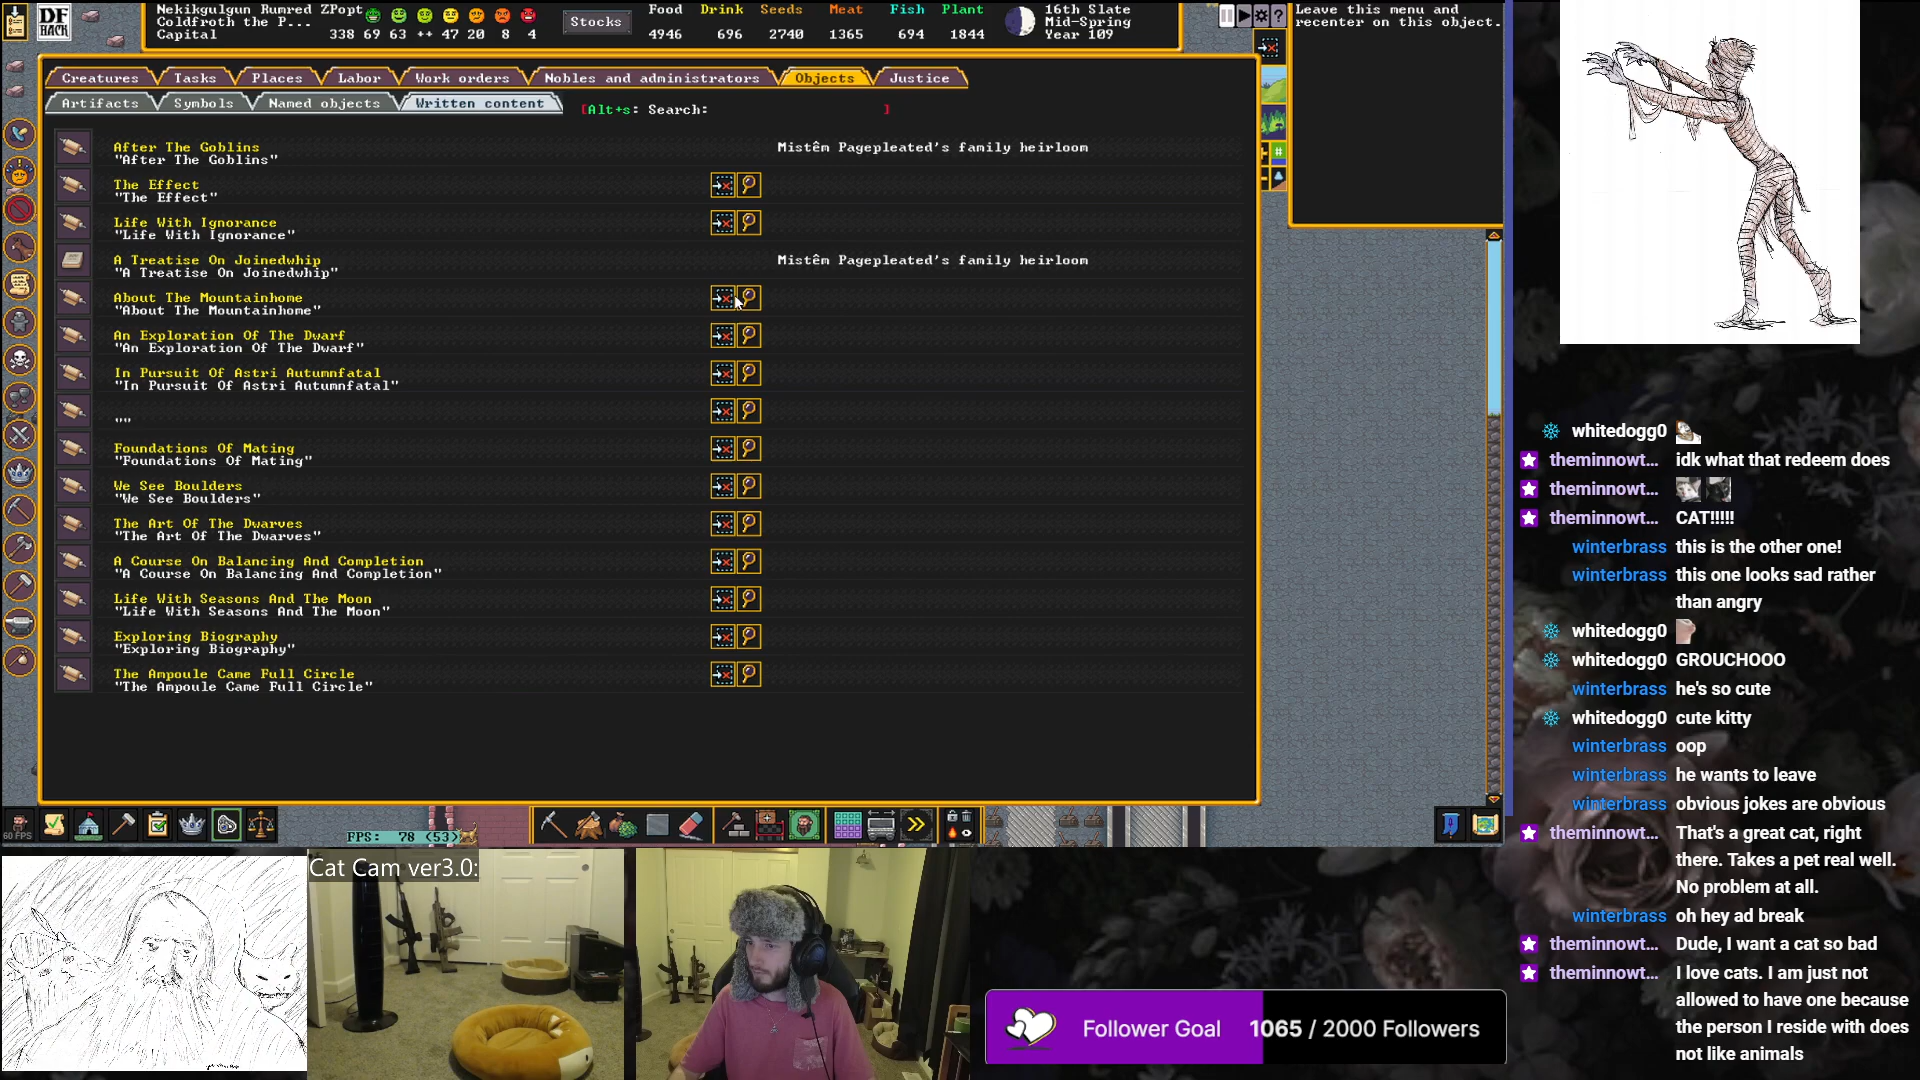 DF
HACK
Nekikgulgun Rumred ZPopt
Coldfroth the P...
Capital
338 69 63 ++ 47 20 8 4
Stocks
Food Drink Seeds Meat Fish Plant
4946 696 2740 1365 694 1844
16th Slate
Mid-Spring
Year 109
Leave this menu and
recenter on this object.
Creatures Tasks Places Labor Work orders Nobles and administrators Objects Justice
Artifacts Symbols Named objects Written content
[Alt+s: Search: ]
After The Goblins
"After The Goblins"
Mistêm Pagepleated's family heirloom
The Effect
"The Effect"
Life With Ignorance
"Life With Ignorance"
A Treatise On Joinedwhip
"A Treatise On Joinedwhip"
Mistêm Pagepleated's family heirloom
About The Mountainhome
"About The Mountainhome"
An Exploration Of The Dwarf
"An Exploration Of The Dwarf"
In Pursuit Of Astri Autumnfatal
"In Pursuit Of Astri Autumnfatal"
""
Foundations Of Mating
"Foundations Of Mating"
We See Boulders
"We See Boulders"
The Art Of The Dwarves
"The Art Of The Dwarves"
A Course On Balancing And Completion
"A Course On Balancing And Completion"
Life With Seasons And The Moon
"Life With Seasons And The Moon"
Exploring Biography
"Exploring Biography"
The Ampoule Came Full Circle
"The Ampoule Came Full Circle"
60 FPS
FPS: 78 (53)
Cat Cam ver3.0:
Follower Goal 1065 / 2000 Followers
whitedogg0
theminnowt... idk what that redeem does
theminnowt...
theminnowt... CAT!!!!!
winterbrass this is the other one!
winterbrass this one looks sad rather
than angry
whitedogg0
whitedogg0 GROUCHOOO
winterbrass he's so cute
whitedogg0 cute kitty
winterbrass oop
winterbrass he wants to leave
winterbrass obvious jokes are obvious
theminnowt... That's a great cat, right
there. Takes a pet real well.
No problem at all.
winterbrass oh hey ad break
theminnowt... Dude, I want a cat so bad
theminnowt... I love cats. I am just not
allowed to have one because
the person I reside with does
not like animals